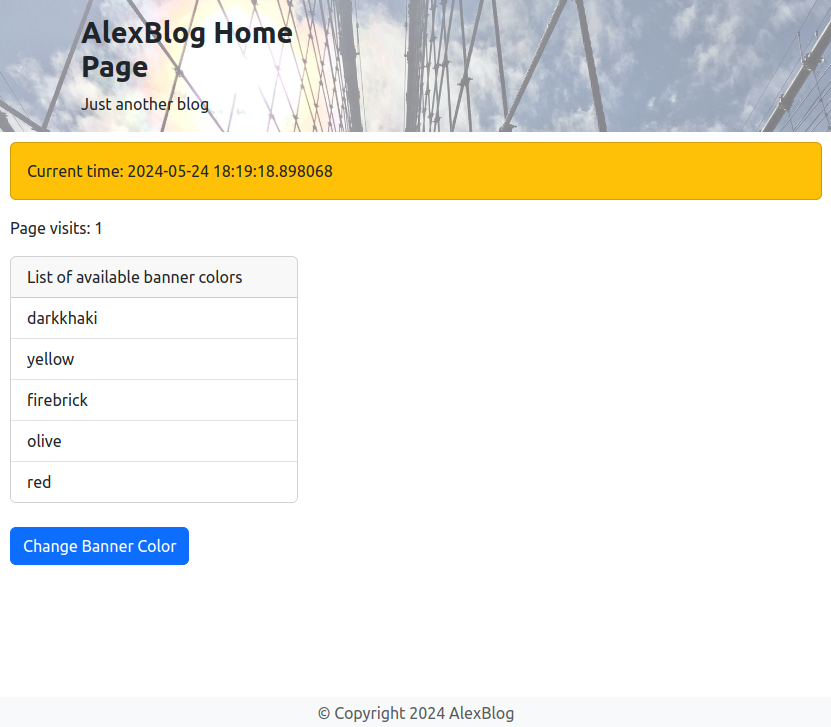 AlexBlog Home
Page
Just another blog
Current time: 2024-05-24 18:19:18.898068
Page visits: 1
List of available banner colors
darkkhaki
yellow
firebrick
olive
red
Change Banner Color
© Copyright 2024 AlexBlog